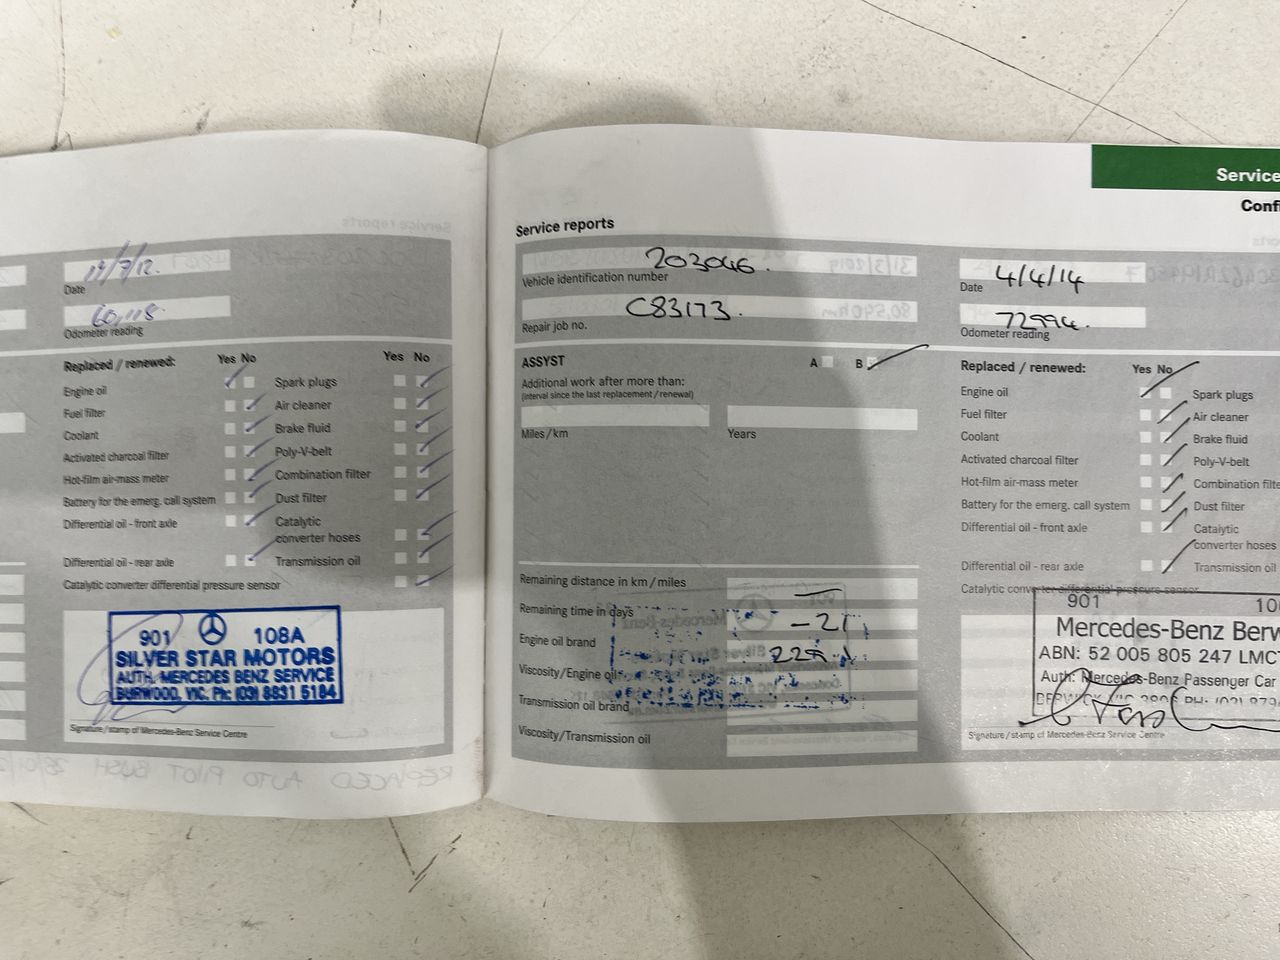 19/7/12.
Date
60,118.
Odometer reading
Replaced / renewed: Yes No Yes No
Engine oil Spark plugs
Fuel filter Air cleaner
Coolant Brake fluid
Activated charcoal filter Poly-V-belt
Hot-film air-mass meter Combination filter
Battery for the emerg. call system Dust filter
Differential oil - front axle Catalytic
converter hoses
Differential oil - rear axle Transmission oil
Catalytic converter differential pressure sensor
901 108A
SILVER STAR MOTORS
AUTH. MERCEDES BENZ SERVICE
BURWOOD, VIC. Ph: (03) 8831 5184
Signature / stamp of Mercedes-Benz Service Centre
REPLACED AUTO PILOT BUSH
Service
Confi
Service reports
203046.
Vehicle identification number
C83173.
Repair job no.
4/4/14
Date
72994.
Odometer reading
ASSYST A B
Additional work after more than:
(interval since the last replacement / renewal)
Miles / km Years
Replaced / renewed: Yes No
Engine oil Spark plugs
Fuel filter Air cleaner
Coolant Brake fluid
Activated charcoal filter Poly-V-belt
Hot-film air-mass meter Combination filte
Battery for the emerg. call system Dust filter
Differential oil - front axle Catalytic
converter hoses
Differential oil - rear axle Transmission oil
Catalytic converter differential pressure sensor
Remaining distance in km / miles
Remaining time in days -21
Engine oil brand
Viscosity/Engine oil
Transmission oil brand
Viscosity/Transmission oil
901 10
Mercedes-Benz Berw
ABN: 52 005 805 247 LMCT
Auth: Mercedes-Benz Passenger Car
Signature / stamp of Mercedes-Benz Service Centre